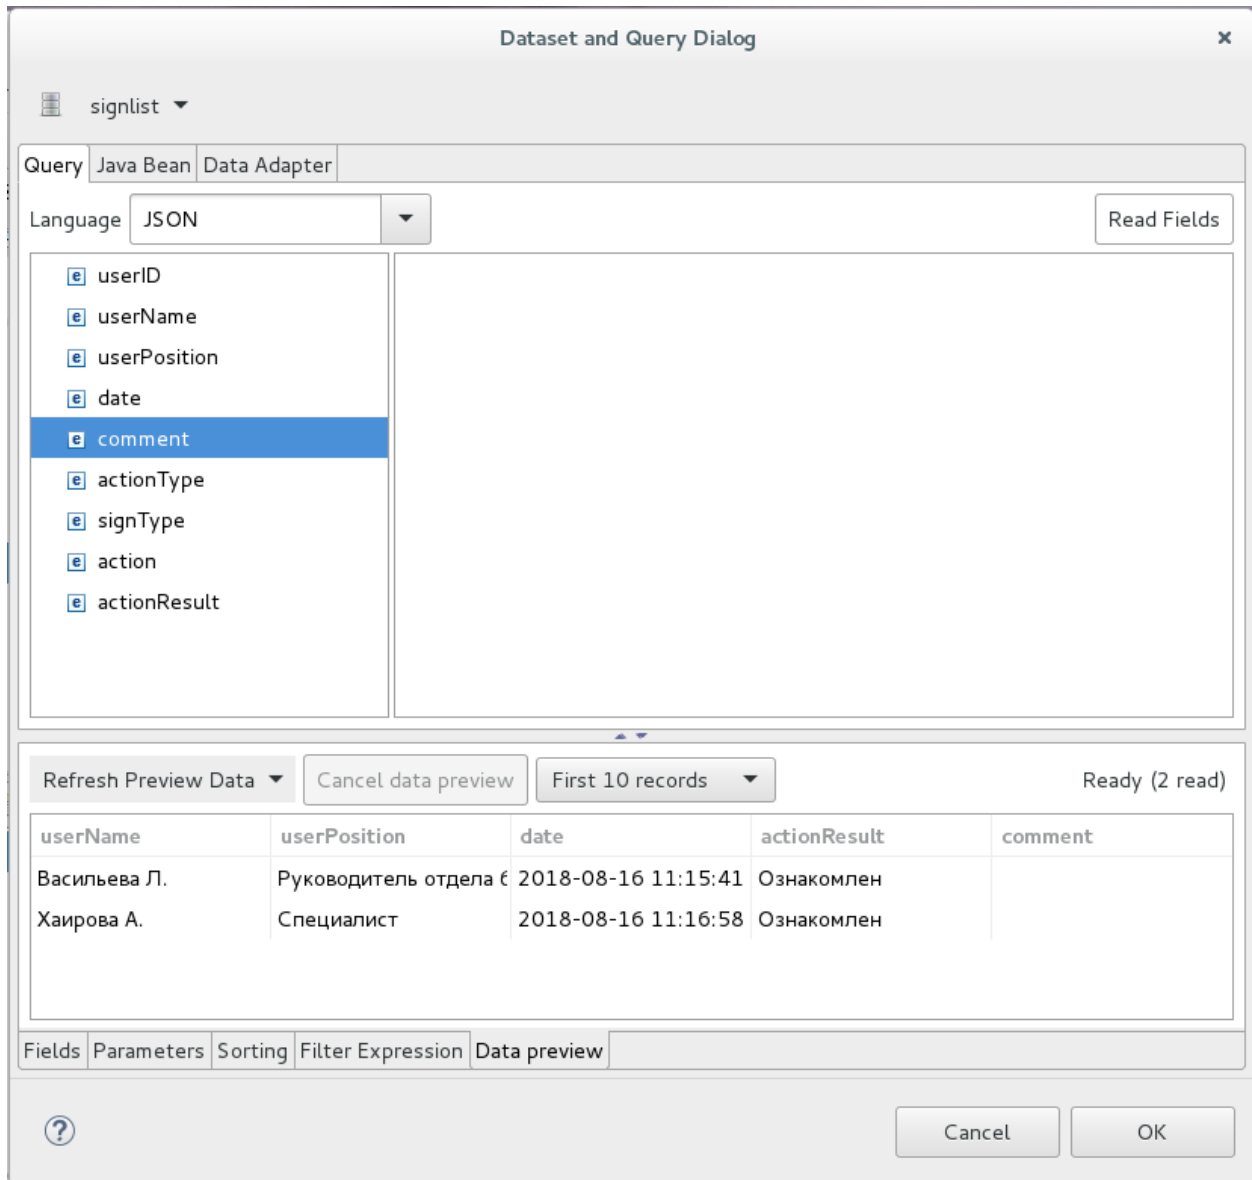 Dataset and Query Dialog
signlist
Query Java Bean Data Adapter
Language JSON Read Fields
userID
userName
userPosition
date
comment
actionType
signType
action
actionResult
Refresh Preview Data Cancel data preview First 10 records Ready (2 read)
userName userPosition date actionResult comment
Васильева Л. Руководитель отдела 2018-08-16 11:15:41 Ознакомлен
Хаирова А. Специалист 2018-08-16 11:16:58 Ознакомлен
Fields Parameters Sorting Filter Expression Data preview
Cancel OK